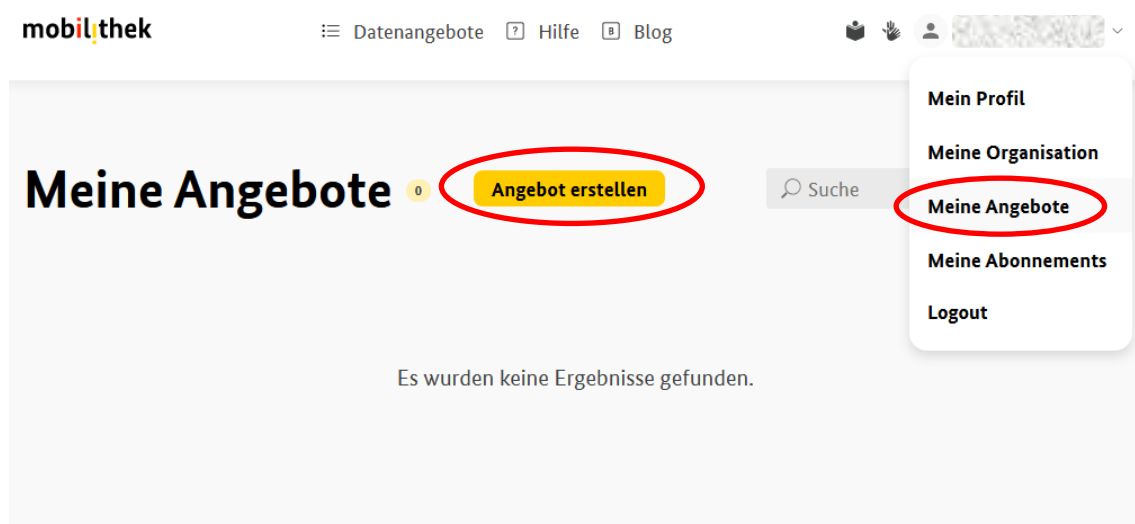 mobilithek
Datenangebote ? Hilfe B Blog
Mein Profil
Meine Organisation
Meine Angebote
Meine Abonnements
Logout
Meine Angebote 0 Angebot erstellen Suche
Es wurden keine Ergebnisse gefunden.